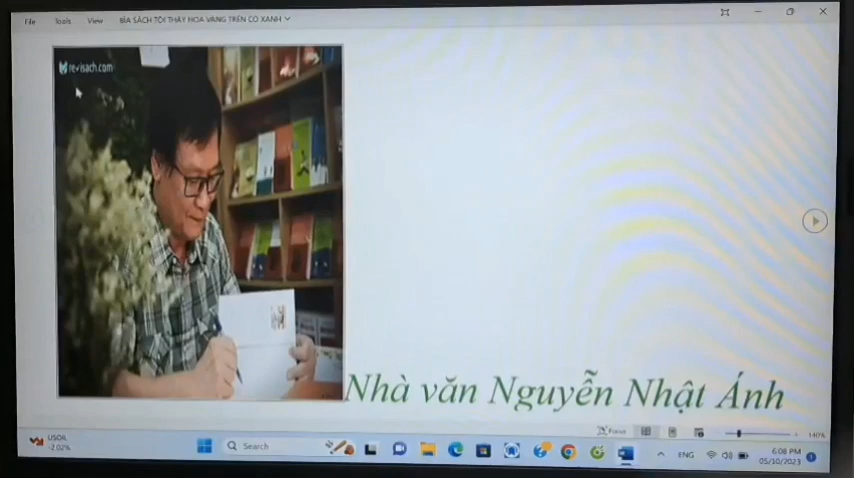 File Tools View BÌA SÁCH TÔI THẤY HOA VÀNG TRÊN CỎ XANH
revisach.com
Nhà văn Nguyễn Nhật Ánh
Focus
140%
USOIL
-2.02%
Search
ENG
6:08 PM
05/10/2023